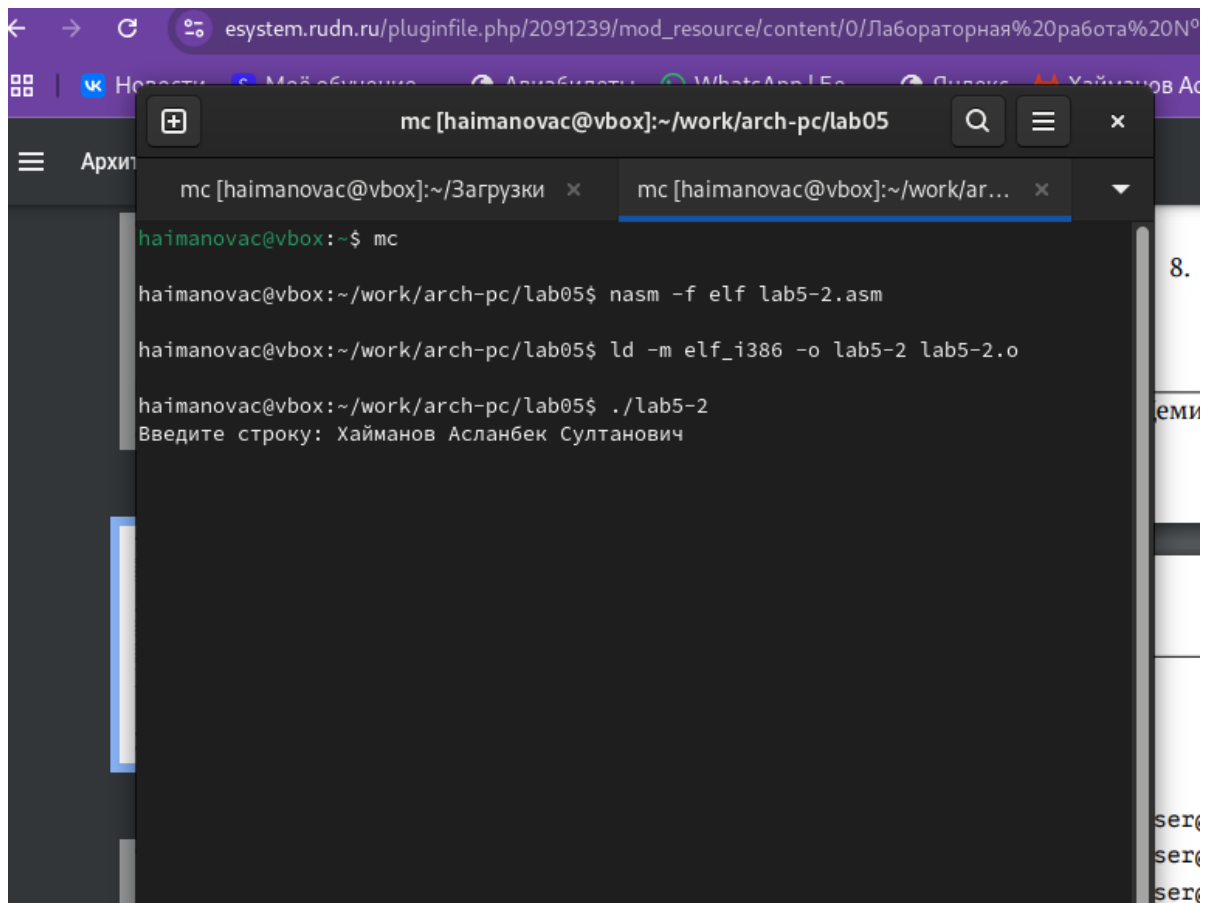 esystem.rudn.ru/pluginfile.php/2091239/mod_resource/content/0/Лабораторная%20работа%20№
mc [haimanovac@vbox]:~/work/arch-pc/lab05
mc [haimanovac@vbox]:~/Загрузки
mc [haimanovac@vbox]:~/work/ar...
haimanovac@vbox:~$ mc
8.
haimanovac@vbox:~/work/arch-pc/lab05$ nasm -f elf lab5-2.asm
haimanovac@vbox:~/work/arch-pc/lab05$ ld -m elf_i386 -o lab5-2 lab5-2.o
haimanovac@vbox:~/work/arch-pc/lab05$ ./lab5-2
Введите строку: Хайманов Асланбек Султанович